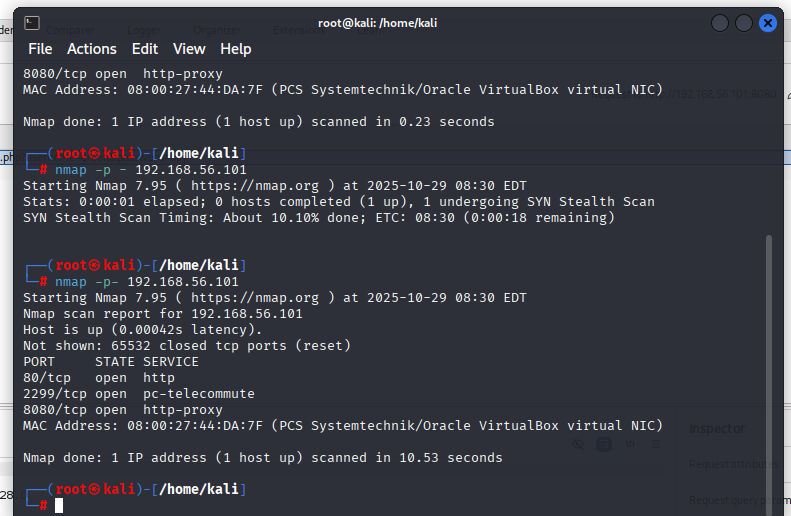 root@kali: /home/kali
File Actions Edit View Help
8080/tcp open  http-proxy
MAC Address: 08:00:27:44:DA:7F (PCS Systemtechnik/Oracle VirtualBox virtual NIC)
Nmap done: 1 IP address (1 host up) scanned in 0.23 seconds
┌──(root㉿kali)-[/home/kali]
└─# nmap -p - 192.168.56.101
Starting Nmap 7.95 ( https://nmap.org ) at 2025-10-29 08:30 EDT
Stats: 0:00:01 elapsed; 0 hosts completed (1 up), 1 undergoing SYN Stealth Scan
SYN Stealth Scan Timing: About 10.10% done; ETC: 08:30 (0:00:18 remaining)
┌──(root㉿kali)-[/home/kali]
└─# nmap -p- 192.168.56.101
Starting Nmap 7.95 ( https://nmap.org ) at 2025-10-29 08:30 EDT
Nmap scan report for 192.168.56.101
Host is up (0.00042s latency).
Not shown: 65532 closed tcp ports (reset)
PORT     STATE SERVICE
80/tcp   open  http
2299/tcp open  pc-telecommute
8080/tcp open  http-proxy
MAC Address: 08:00:27:44:DA:7F (PCS Systemtechnik/Oracle VirtualBox virtual NIC)
Inspector
Nmap done: 1 IP address (1 host up) scanned in 10.53 seconds
Request attributes
┌──(root㉿kali)-[/home/kali]
└─#